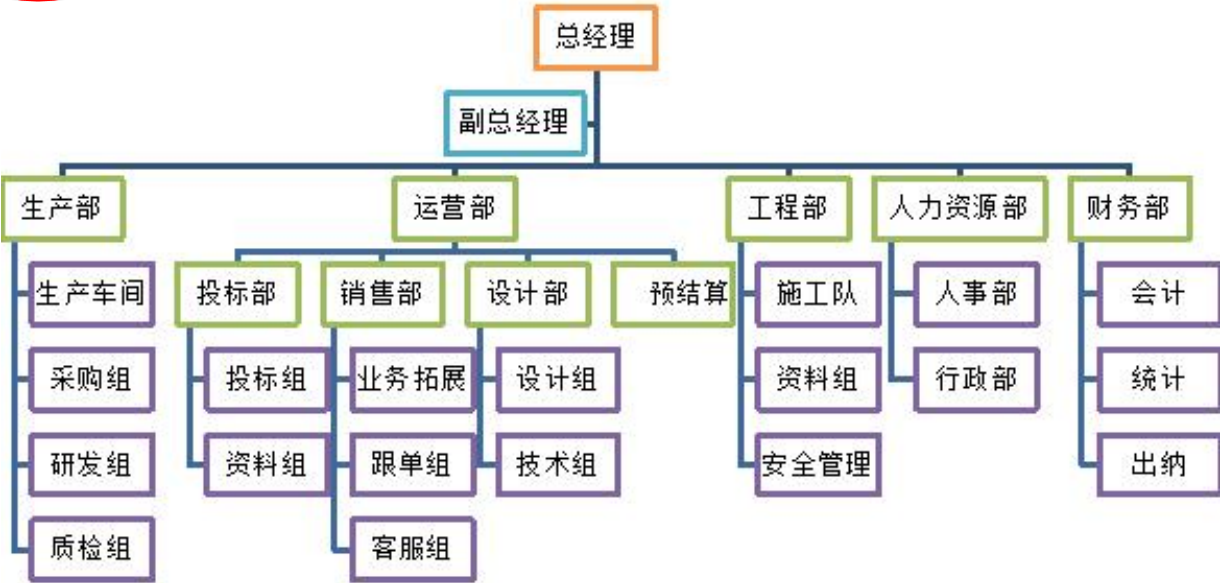 总经理
副总经理
生产部
运营部
工程部
人力资源部
财务部
生产车间
投标部
销售部
设计部
预结算
施工队
人事部
会计
采购组
投标组
业务拓展
设计组
资料组
行政部
统计
研发组
资料组
跟单组
技术组
安全管理
出纳
质检组
客服组